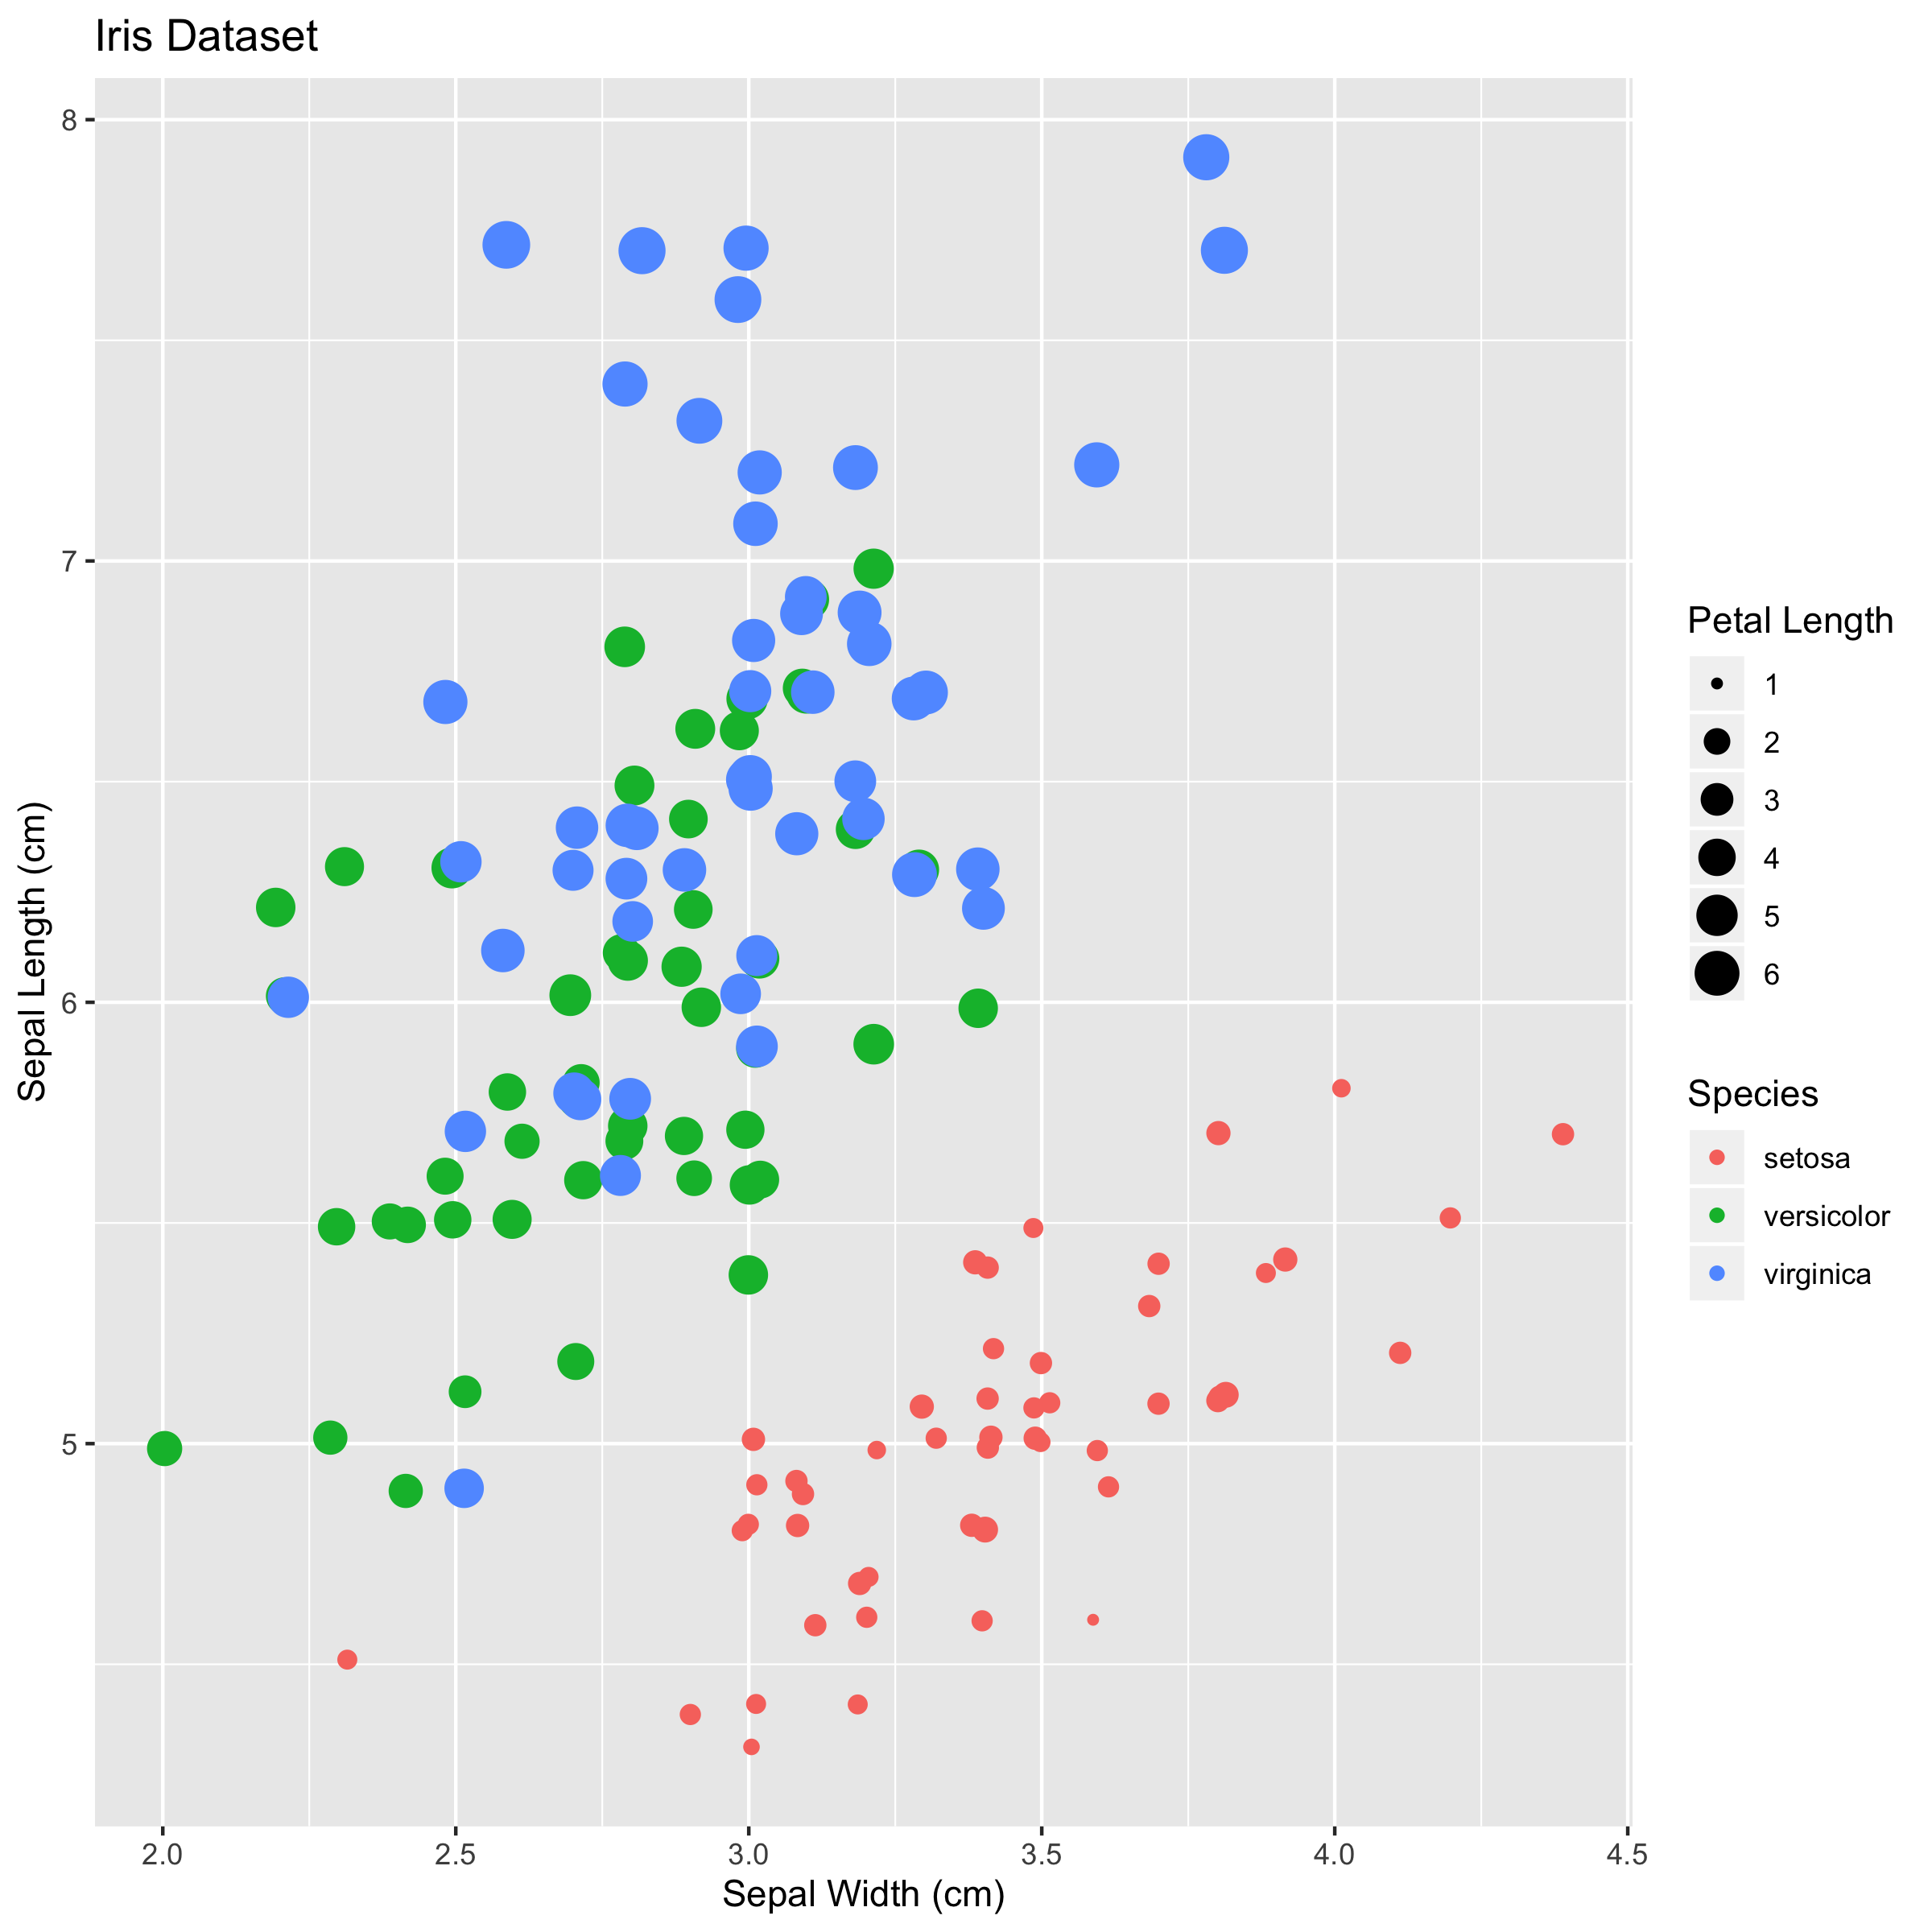 Iris Dataset
8
7
6
5
Sepal Length (cm)
2.0 2.5 3.0 3.5 4.0 4.5
Sepal Width (cm)
Petal Length
1
2
3
4
5
6
Species
setosa
versicolor
virginica